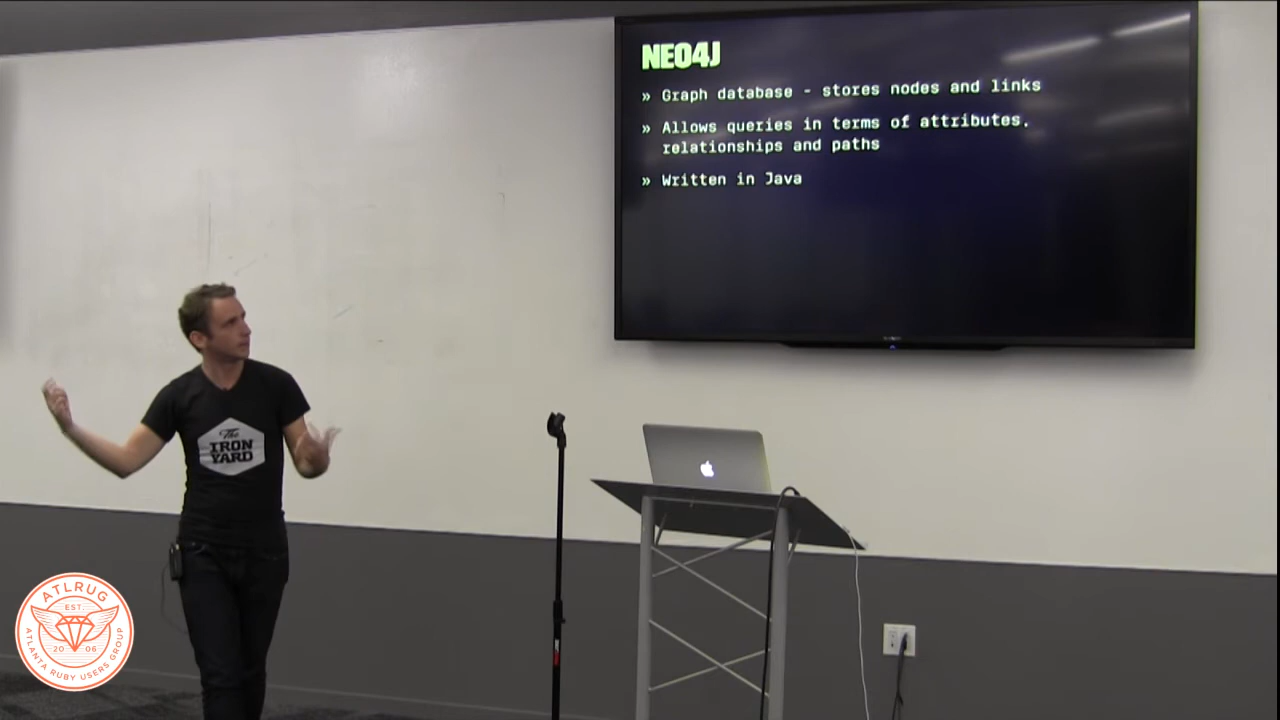 NEO4J
» Graph database - stores nodes and links
» Allows queries in terms of attributes,
relationships and paths
» Written in Java
The
IRON
YARD
ATLRUG
EST.
20 06
ATLANTA RUBY USERS GROUP